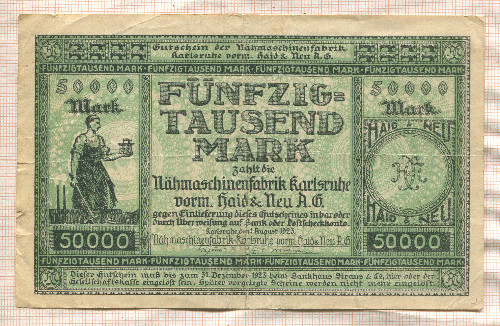 Gutschein der Nähmaschinenfabrik
Karlsruhe vorm. Haid & Neu A.G.
FÜNFZIGTAUSEND MARK · FÜNFZIGTAUSEND MARK · FÜNFZIGTAUSEND MARK
50000
Mark
50000
FÜNFZIG=
TAUSEND
MARK
zahlt die
Nähmaschinenfabrik Karlsruhe
vorm. Haid & Neu A.G.
gegen Einlieferung dieses Gutscheines in bar oder
durch Überweisung auf Bank oder Postscheckkonto.
Karlsruhe, den 1. August 1923.
Nähmaschinenfabrik Karlsruhe vorm. Haid & Neu A.G.
50000
Mark
HAID & NEU
HAID & NEU
50000
FÜNFZIGTAUSEND MARK · FÜNFZIGTAUSEND MARK · FÜNFZIGTAUSEND MARK
Dieser Gutschein muß bis zum 31. Dezember 1923 beim Bankhaus Straus & Co. hier oder der
Gesellschaftskasse eingelöst sein. Später vorgelegte Scheine werden nicht mehr eingelöst